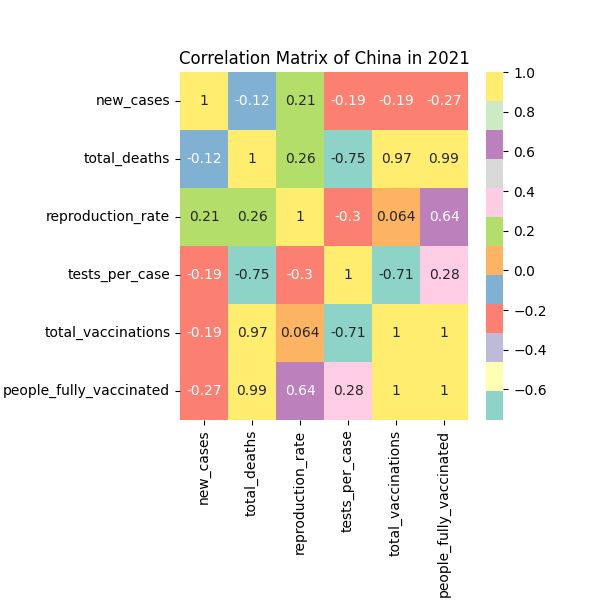 Correlation Matrix of China in 2021
new_cases 1 -0.12 0.21 -0.19 -0.19 -0.27
total_deaths -0.12 1 0.26 -0.75 0.97 0.99
reproduction_rate 0.21 0.26 1 -0.3 0.064 0.64
tests_per_case -0.19 -0.75 -0.3 1 -0.71 0.28
total_vaccinations -0.19 0.97 0.064 -0.71 1 1
people_fully_vaccinated -0.27 0.99 0.64 0.28 1 1
new_cases
total_deaths
reproduction_rate
tests_per_case
total_vaccinations
people_fully_vaccinated
1.0
0.8
0.6
0.4
0.2
0.0
−0.2
−0.4
−0.6